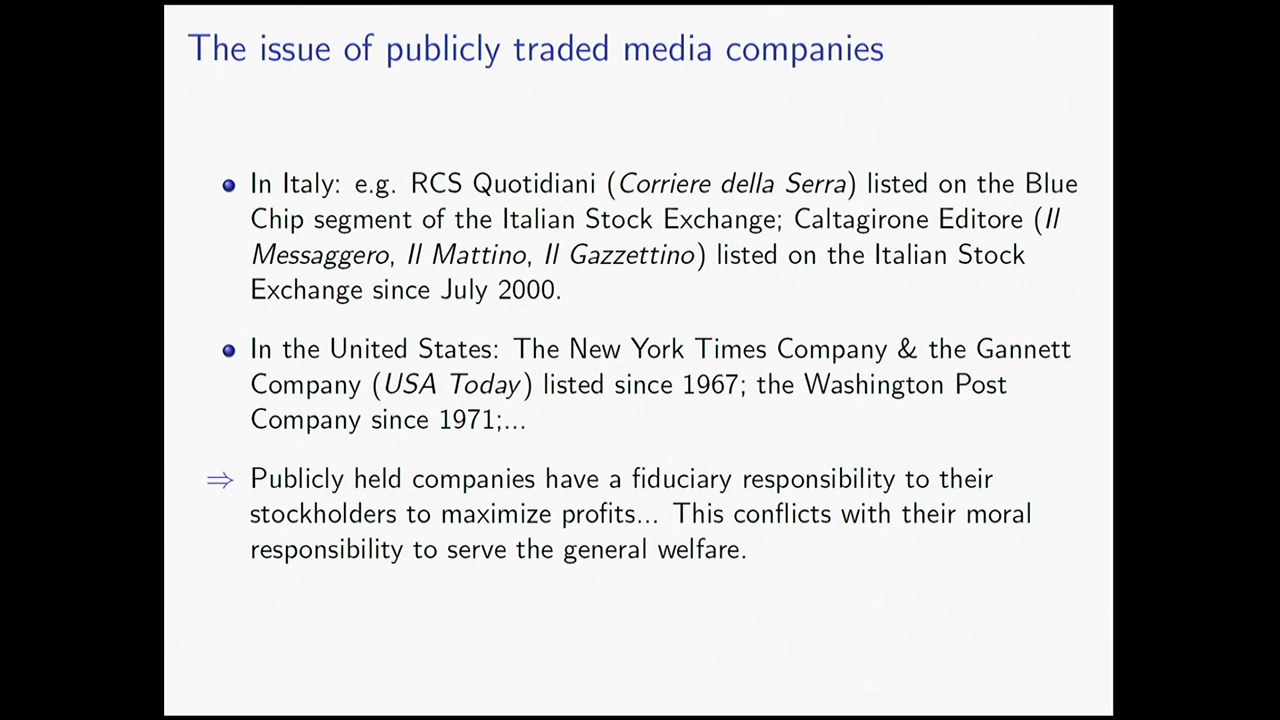 The issue of publicly traded media companies
• In Italy: e.g. RCS Quotidiani (Corriere della Serra) listed on the Blue
Chip segment of the Italian Stock Exchange; Caltagirone Editore (Il
Messaggero, Il Mattino, Il Gazzettino) listed on the Italian Stock
Exchange since July 2000.
• In the United States: The New York Times Company & the Gannett
Company (USA Today) listed since 1967; the Washington Post
Company since 1971;...
⇒ Publicly held companies have a fiduciary responsibility to their
stockholders to maximize profits... This conflicts with their moral
responsibility to serve the general welfare.